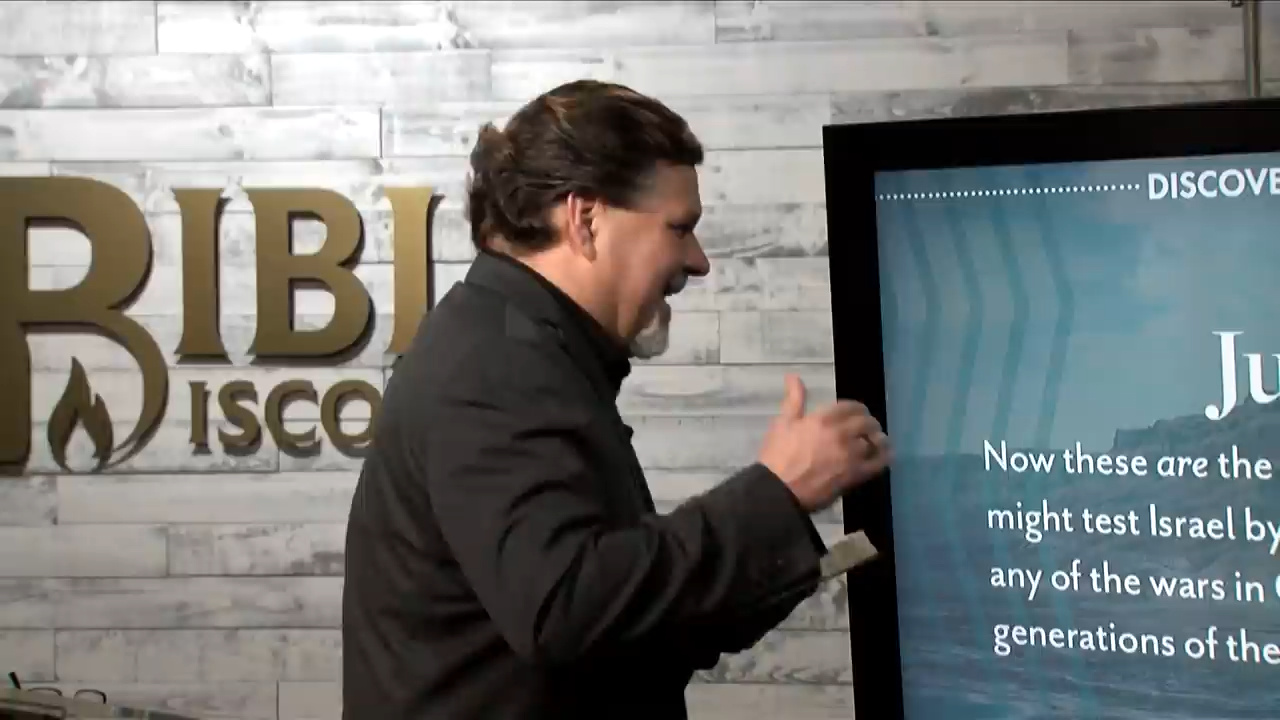 BIBL
DISCO
DISCOVE
Ju
Now these are the
might test Israel by
any of the wars in
generations of the